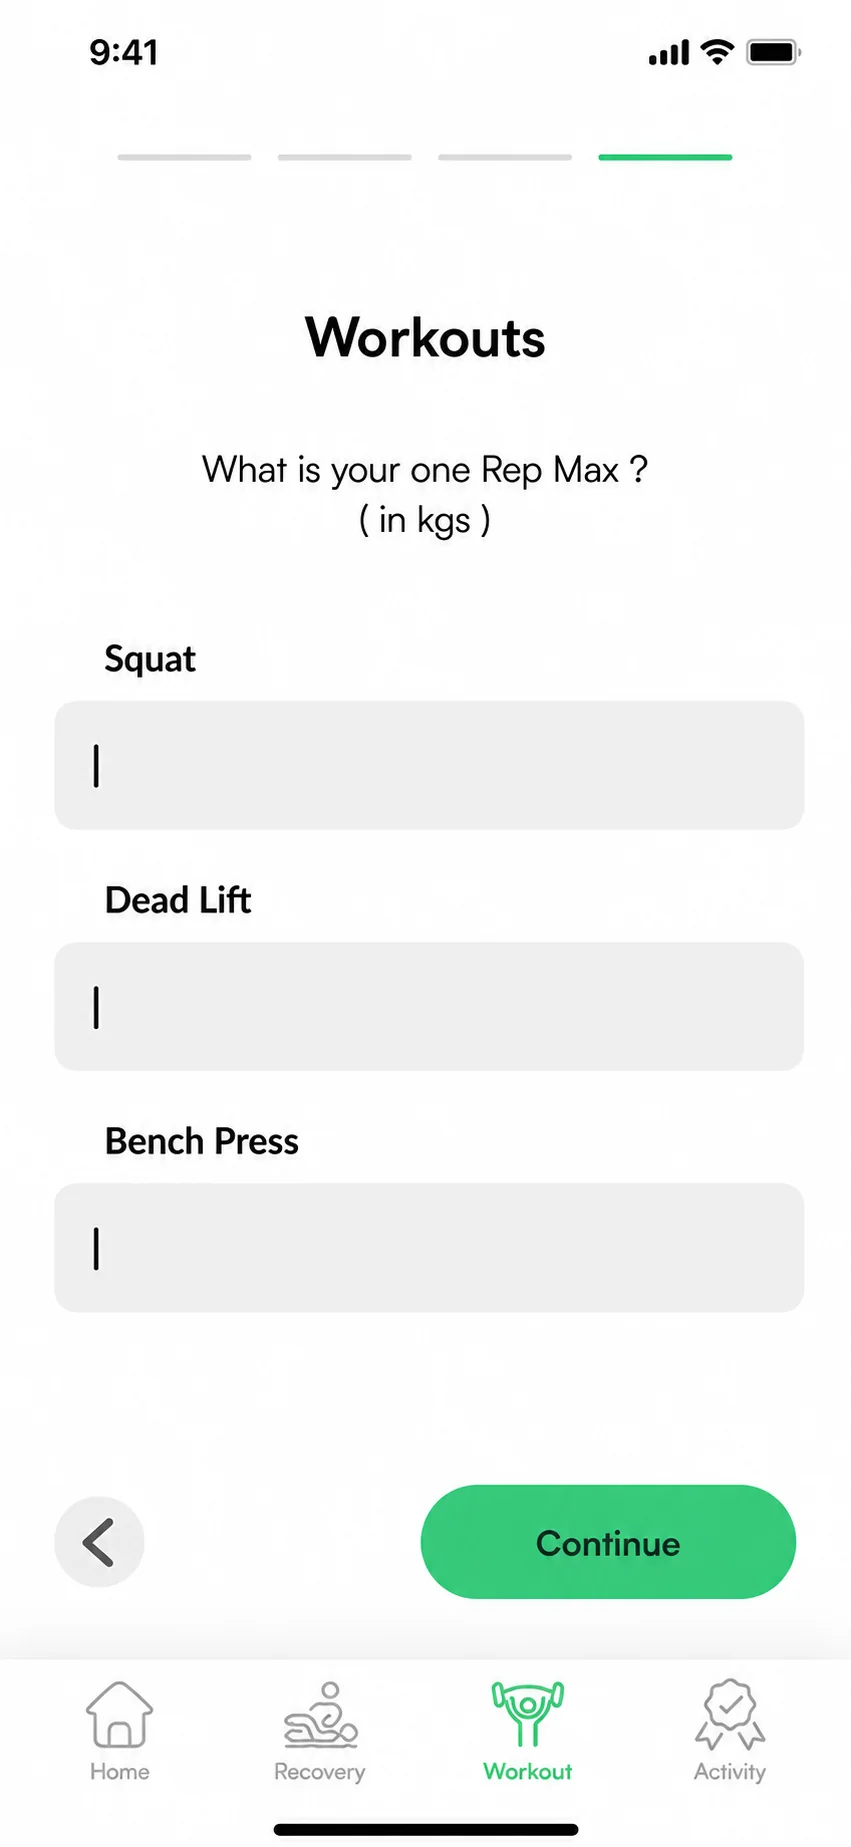 9:41
Workouts
What is your one Rep Max ?
( in kgs )
Squat
Dead Lift
Bench Press
Continue
Home
Recovery
Workout
Activity